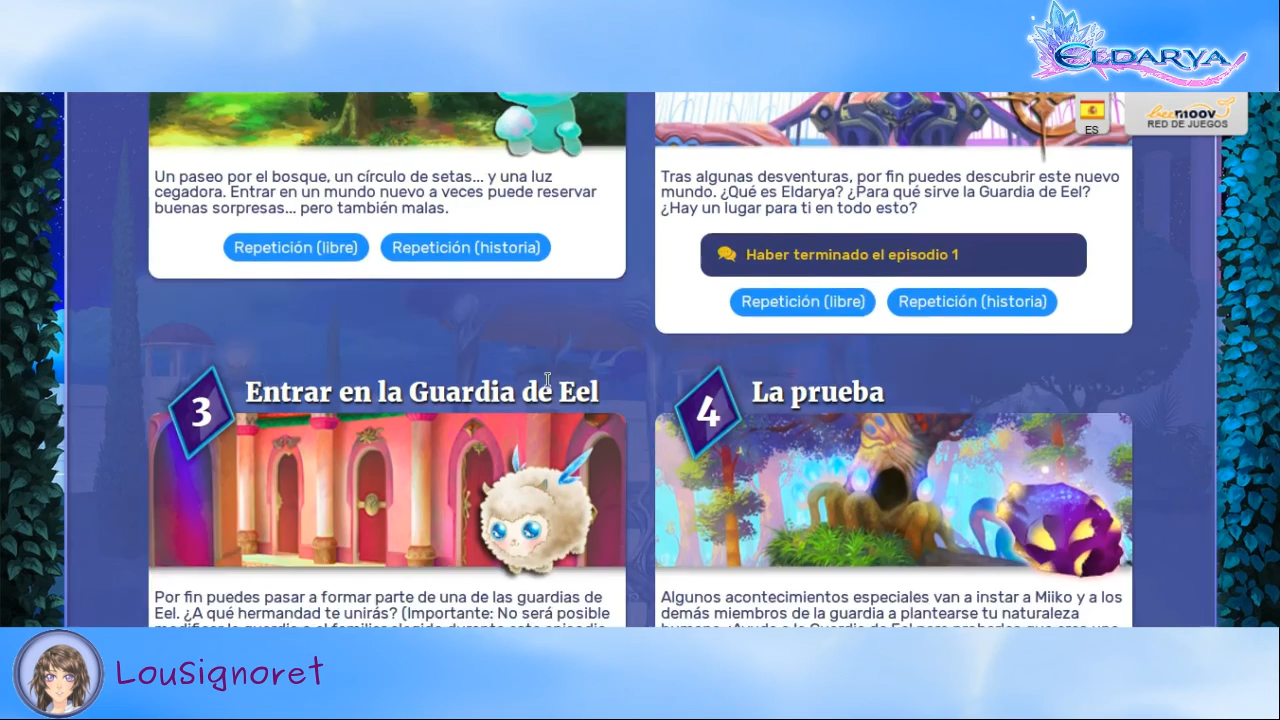 ELDARYA
ES
beemoov
RED DE JUEGOS
Un paseo por el bosque, un círculo de setas... y una luz
cegadora. Entrar en un mundo nuevo a veces puede reservar
buenas sorpresas... pero también malas.
Repetición (libre)
Repetición (historia)
Tras algunas desventuras, por fin puedes descubrir este nuevo
mundo. ¿Qué es Eldarya? ¿Para qué sirve la Guardia de Eel?
¿Hay un lugar para ti en todo esto?
Haber terminado el episodio 1
Repetición (libre)
Repetición (historia)
3
Entrar en la Guardia de Eel
Por fin puedes pasar a formar parte de una de las guardias de
Eel. ¿A qué hermandad te unirás? (Importante: No será posible
4
La prueba
Algunos acontecimientos especiales van a instar a Miiko y a los
demás miembros de la guardia a plantearse tu naturaleza
LouSignoret